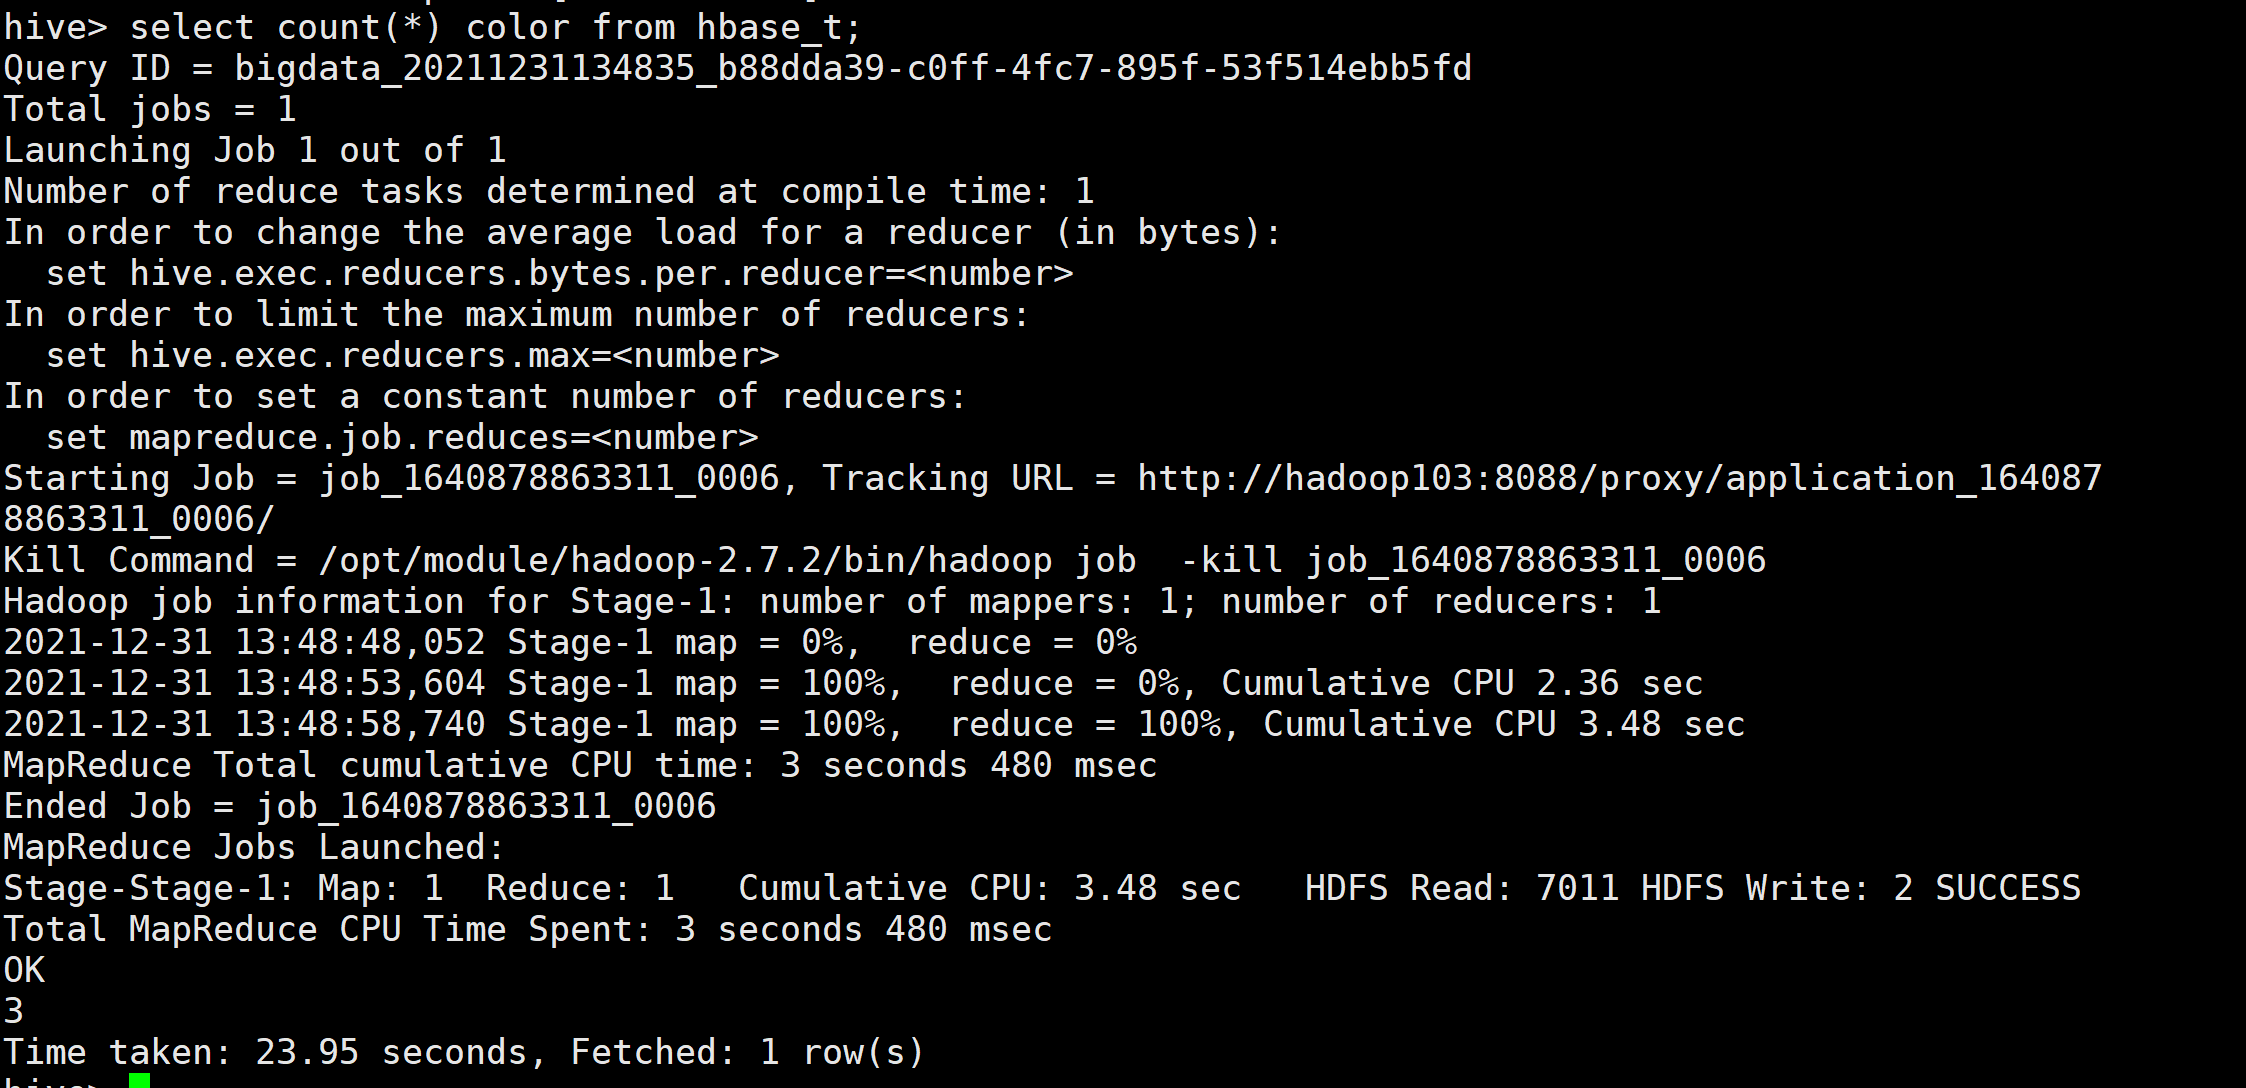 hive> select count(*) color from hbase_t;
Query ID = bigdata_20211231134835_b88dda39-c0ff-4fc7-895f-53f514ebb5fd
Total jobs = 1
Launching Job 1 out of 1
Number of reduce tasks determined at compile time: 1
In order to change the average load for a reducer (in bytes):
  set hive.exec.reducers.bytes.per.reducer=<number>
In order to limit the maximum number of reducers:
  set hive.exec.reducers.max=<number>
In order to set a constant number of reducers:
  set mapreduce.job.reduces=<number>
Starting Job = job_1640878863311_0006, Tracking URL = http://hadoop103:8088/proxy/application_164087
8863311_0006/
Kill Command = /opt/module/hadoop-2.7.2/bin/hadoop job  -kill job_1640878863311_0006
Hadoop job information for Stage-1: number of mappers: 1; number of reducers: 1
2021-12-31 13:48:48,052 Stage-1 map = 0%,  reduce = 0%
2021-12-31 13:48:53,604 Stage-1 map = 100%,  reduce = 0%, Cumulative CPU 2.36 sec
2021-12-31 13:48:58,740 Stage-1 map = 100%,  reduce = 100%, Cumulative CPU 3.48 sec
MapReduce Total cumulative CPU time: 3 seconds 480 msec
Ended Job = job_1640878863311_0006
MapReduce Jobs Launched:
Stage-Stage-1: Map: 1  Reduce: 1   Cumulative CPU: 3.48 sec   HDFS Read: 7011 HDFS Write: 2 SUCCESS
Total MapReduce CPU Time Spent: 3 seconds 480 msec
OK
3
Time taken: 23.95 seconds, Fetched: 1 row(s)
hive>